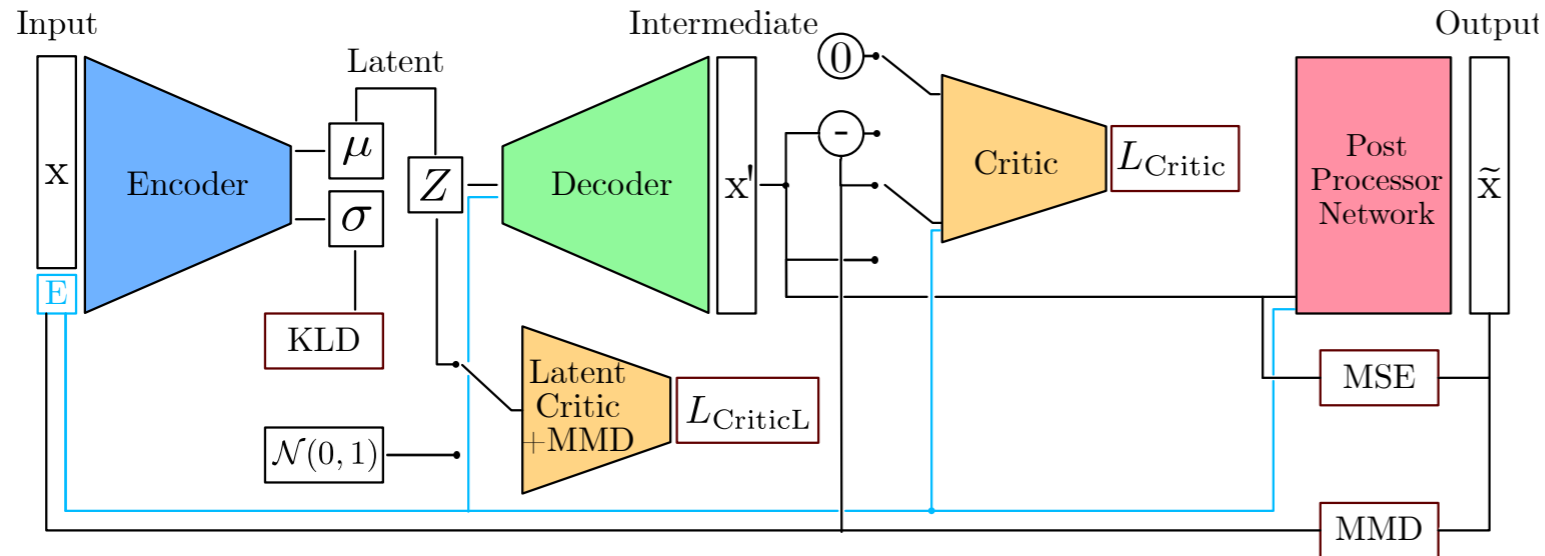 Input
Latent
Intermediate
Output
x
E
Encoder
μ
σ
KLD
Z
𝒩(0, 1)
Decoder
x'
Latent
Critic
+MMD
L_CriticL
0
-
Critic
L_Critic
Post
Processor
Network
x̃
MSE
MMD